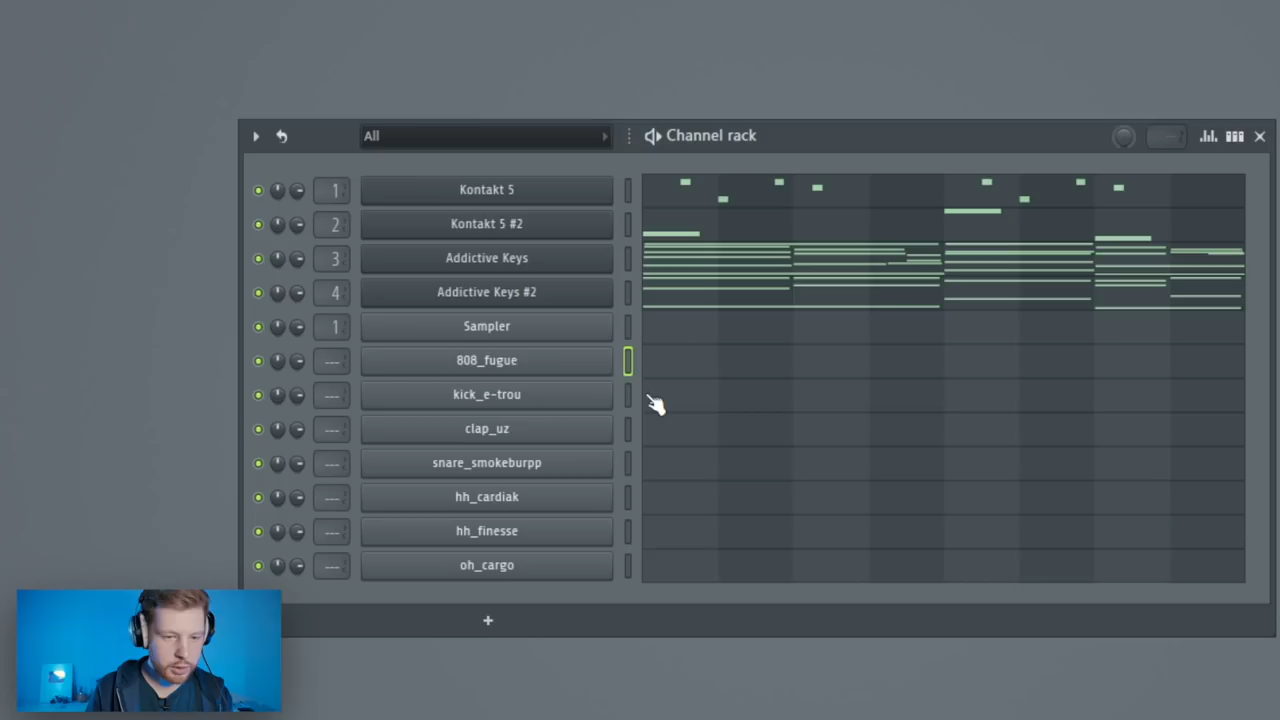 All
Channel rack
1 Kontakt 5
2 Kontakt 5 #2
3 Addictive Keys
4 Addictive Keys #2
1 Sampler
--- 808_fugue
--- kick_e-trou
--- clap_uz
--- snare_smokeburpp
--- hh_cardiak
--- hh_finesse
--- oh_cargo
+